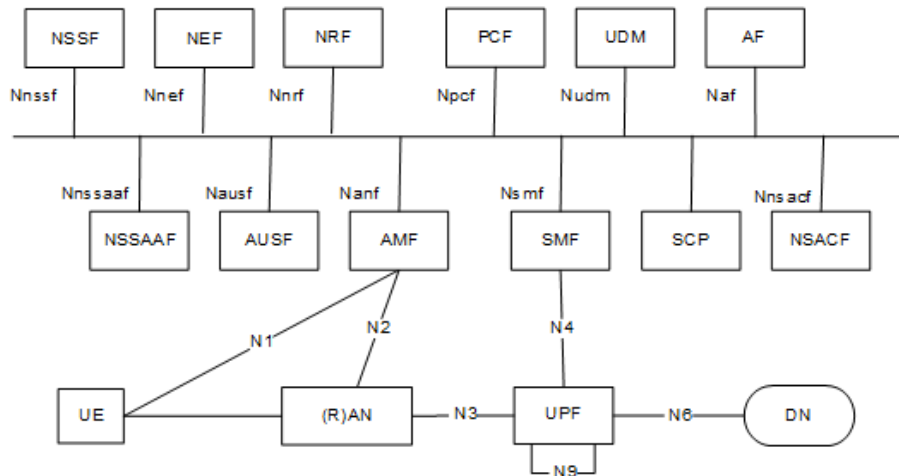 NSSF
NEF
NRF
PCF
UDM
AF
Nnssf
Nnef
Nnrf
Npcf
Nudm
Naf
Nnssaaf
Nausf
Nanf
Nsmf
Nnsacf
NSSAAF
AUSF
AMF
SMF
SCP
NSACF
N1
N2
N4
UE
(R)AN
N3
UPF
N6
DN
N9